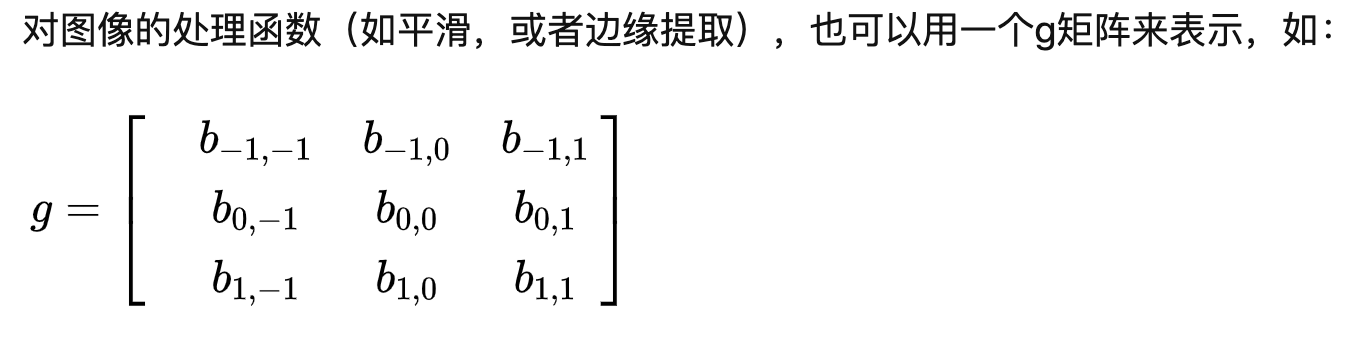 对图像的处理函数（如平滑，或者边缘提取），也可以用一个g矩阵来表示，如：
g = [ b_{-1,-1} b_{-1,0} b_{-1,1}
b_{0,-1} b_{0,0} b_{0,1}
b_{1,-1} b_{1,0} b_{1,1} ]